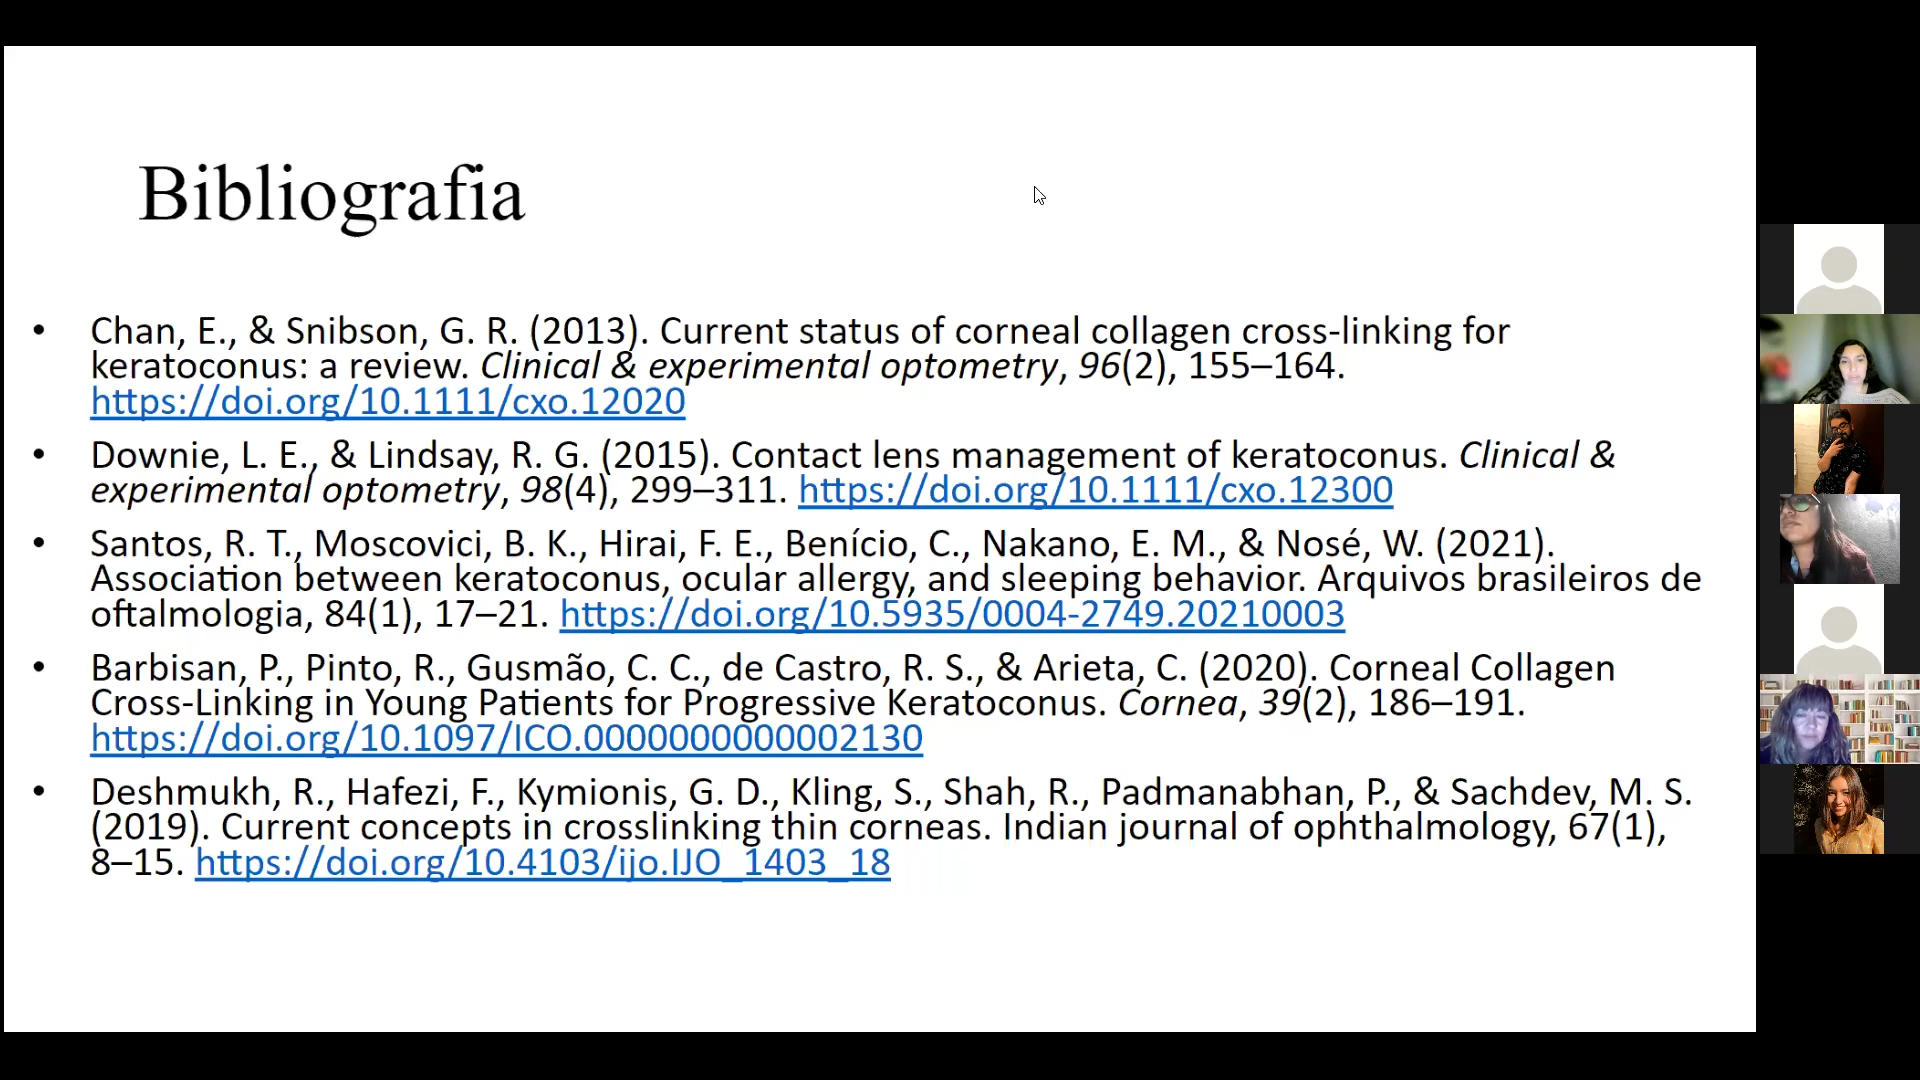 Bibliografia
• Chan, E., & Snibson, G. R. (2013). Current status of corneal collagen cross-linking for
keratoconus: a review. Clinical & experimental optometry, 96(2), 155–164.
https://doi.org/10.1111/cxo.12020
• Downie, L. E., & Lindsay, R. G. (2015). Contact lens management of keratoconus. Clinical &
experimental optometry, 98(4), 299–311. https://doi.org/10.1111/cxo.12300
• Santos, R. T., Moscovici, B. K., Hirai, F. E., Benício, C., Nakano, E. M., & Nosé, W. (2021).
Association between keratoconus, ocular allergy, and sleeping behavior. Arquivos brasileiros de
oftalmologia, 84(1), 17–21. https://doi.org/10.5935/0004-2749.20210003
• Barbisan, P., Pinto, R., Gusmão, C. C., de Castro, R. S., & Arieta, C. (2020). Corneal Collagen
Cross-Linking in Young Patients for Progressive Keratoconus. Cornea, 39(2), 186–191.
https://doi.org/10.1097/ICO.0000000000002130
• Deshmukh, R., Hafezi, F., Kymionis, G. D., Kling, S., Shah, R., Padmanabhan, P., & Sachdev, M. S.
(2019). Current concepts in crosslinking thin corneas. Indian journal of ophthalmology, 67(1),
8–15. https://doi.org/10.4103/ijo.IJO_1403_18